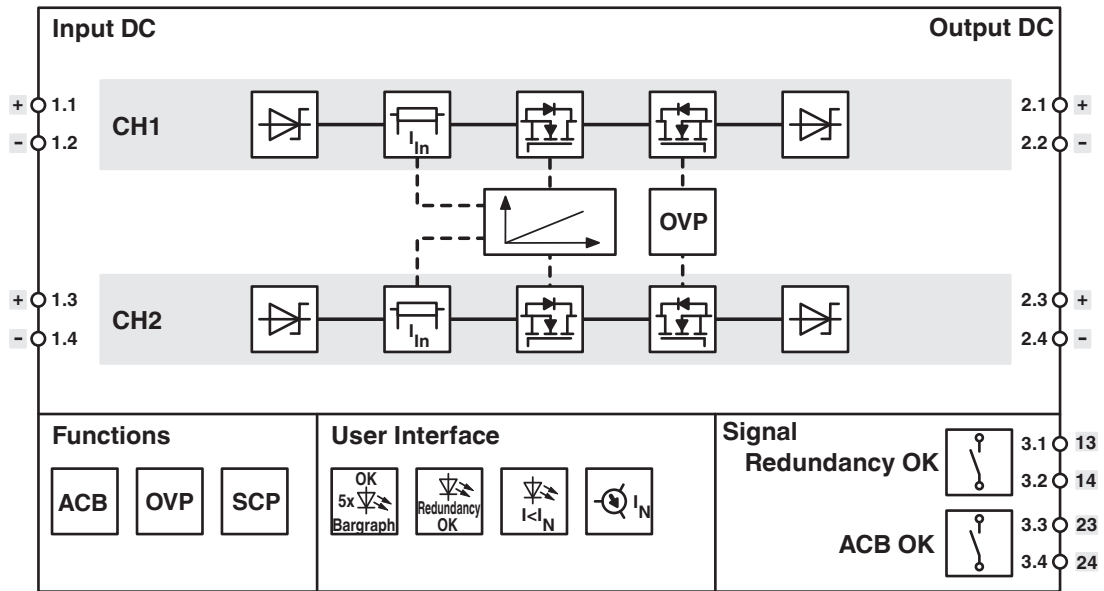 Input DC
Output DC
+ 1.1
- 1.2
CH1
I In
2.1 +
2.2 -
OVP
+ 1.3
- 1.4
CH2
I In
2.3 +
2.4 -
Functions
ACB
OVP
SCP
User Interface
OK
5x
Bargraph
Redundancy
OK
I<I N
I N
Signal
Redundancy OK
3.1 13
3.2 14
ACB OK
3.3 23
3.4 24